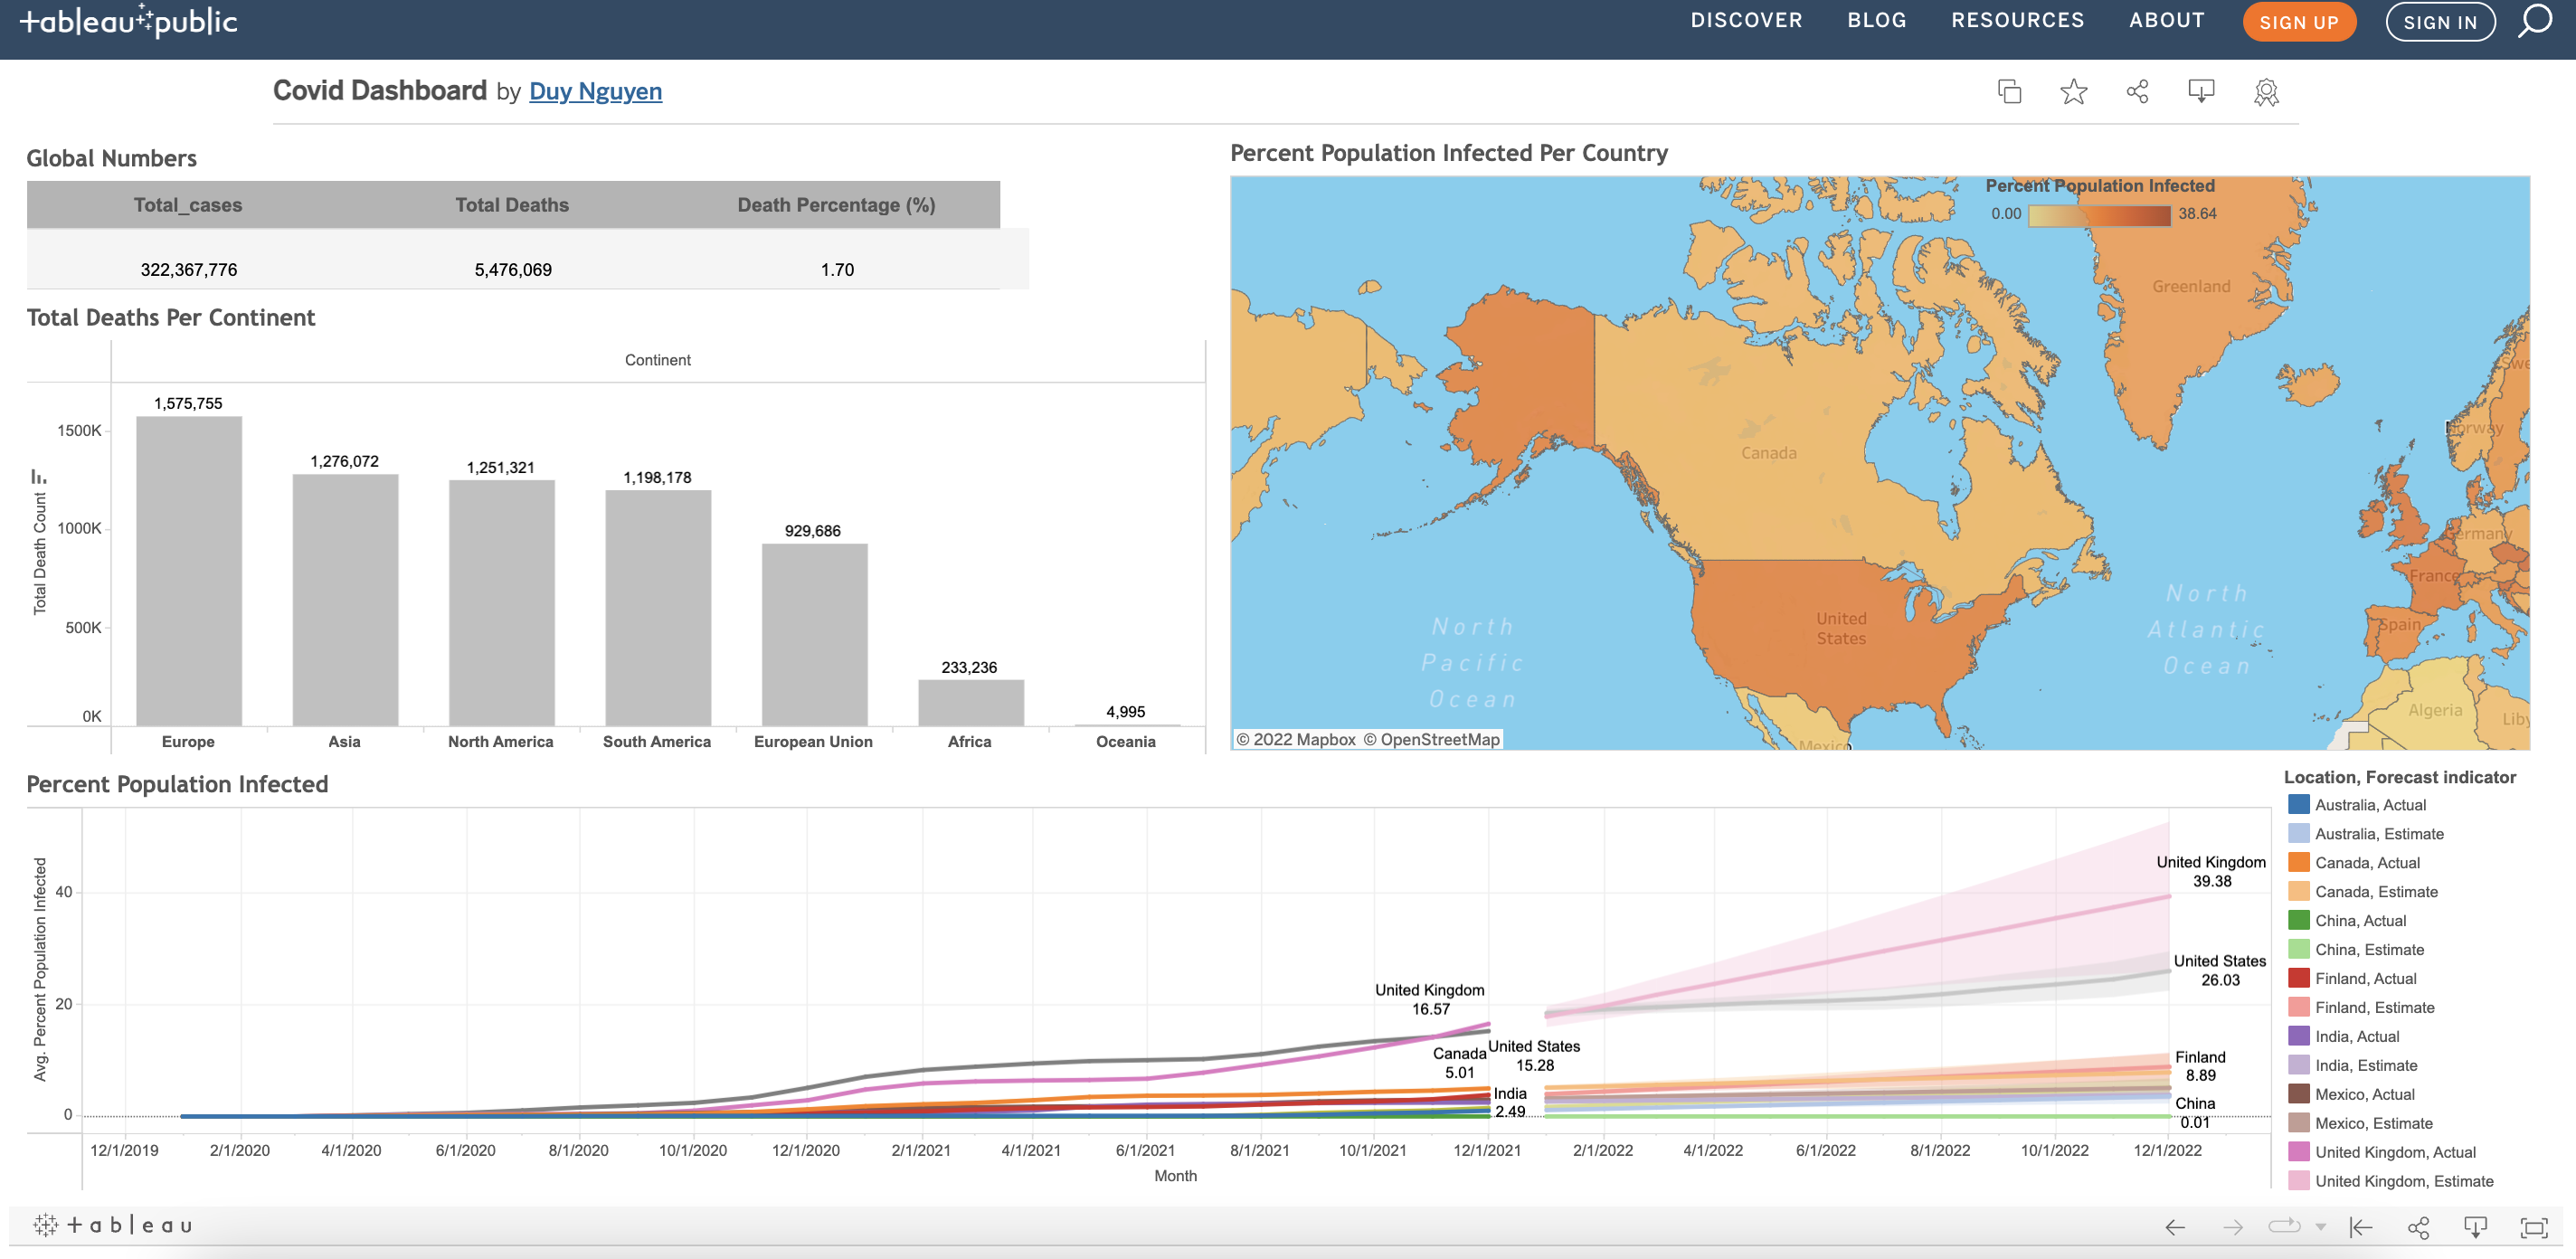 tableau public
DISCOVER BLOG RESOURCES ABOUT SIGN UP SIGN IN
Covid Dashboard by Duy Nguyen
Global Numbers
Total_cases Total Deaths Death Percentage (%)
322,367,776 5,476,069 1.70
Total Deaths Per Continent
Continent
Total Death Count
1500K
1000K
500K
0K
1,575,755
1,276,072
1,251,321
1,198,178
929,686
233,236
4,995
Europe Asia North America South America European Union Africa Oceania
Percent Population Infected Per Country
Percent Population Infected
0.00 38.64
Greenland
Canada
United
States
Mexico
North
Pacific
Ocean
North
Atlantic
Ocean
Swe
Norway
Germany
France
Spain
Algeria
Liby
© 2022 Mapbox © OpenStreetMap
Percent Population Infected
Avg. Percent Population Infected
40
20
0
United Kingdom
16.57
Canada
5.01
United States
15.28
India
2.49
United Kingdom
39.38
United States
26.03
Finland
8.89
China
0.01
12/1/2019 2/1/2020 4/1/2020 6/1/2020 8/1/2020 10/1/2020 12/1/2020 2/1/2021 4/1/2021 6/1/2021 8/1/2021 10/1/2021 12/1/2021 2/1/2022 4/1/2022 6/1/2022 8/1/2022 10/1/2022 12/1/2022
Month
Location, Forecast indicator
Australia, Actual
Australia, Estimate
Canada, Actual
Canada, Estimate
China, Actual
China, Estimate
Finland, Actual
Finland, Estimate
India, Actual
India, Estimate
Mexico, Actual
Mexico, Estimate
United Kingdom, Actual
United Kingdom, Estimate
tableau